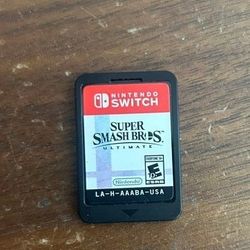 NINTENDO
SWITCH
SUPER
SMASH BROS.
ULTIMATE
Nintendo
LA-H-AAABA-USA